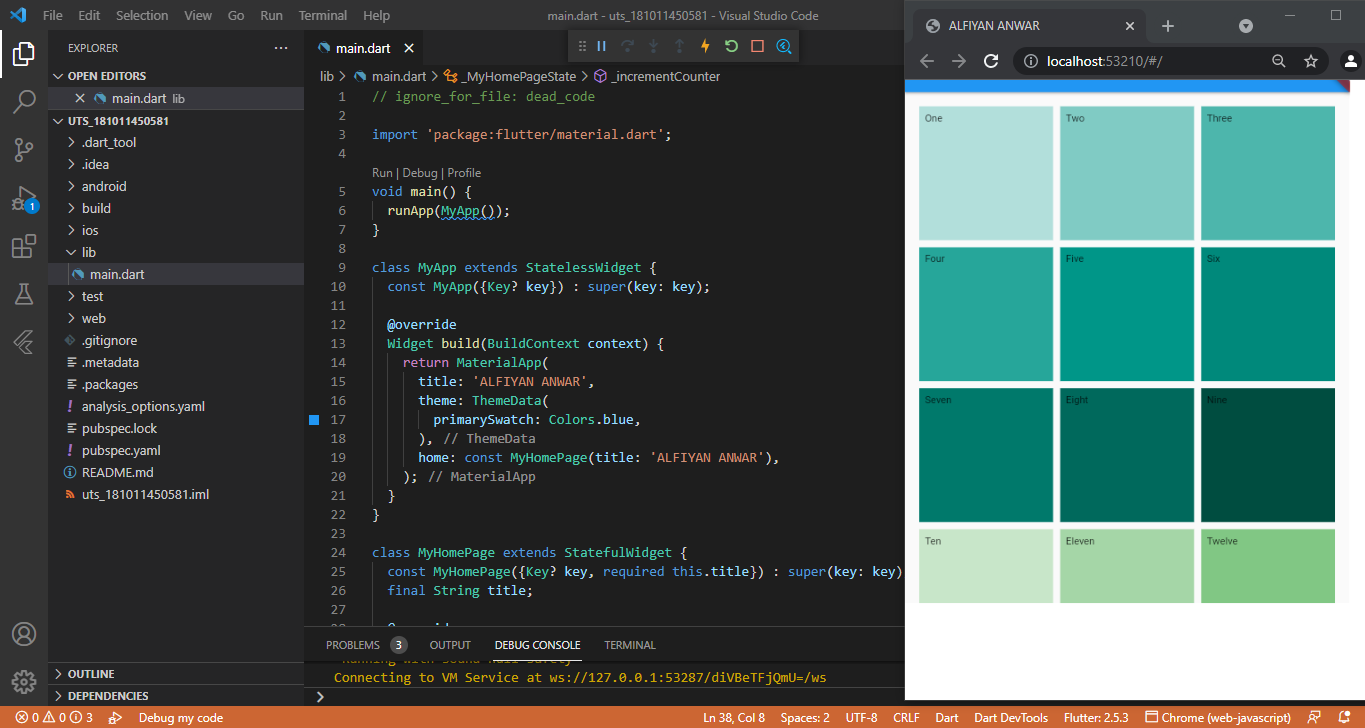 File Edit Selection View Go Run Terminal Help
main.dart - uts_181011450581 - Visual Studio Code
EXPLORER
OPEN EDITORS
main.dart lib
UTS_181011450581
.dart_tool
.idea
android
build
ios
lib
main.dart
test
web
.gitignore
.metadata
.packages
! analysis_options.yaml
pubspec.lock
! pubspec.yaml
README.md
uts_181011450581.iml
OUTLINE
DEPENDENCIES
1
main.dart
lib > main.dart > _MyHomePageState > _incrementCounter
1 // ignore_for_file: dead_code
2
3 import 'package:flutter/material.dart';
4
Run | Debug | Profile
5 void main() {
6 runApp(MyApp());
7 }
8
9 class MyApp extends StatelessWidget {
10 const MyApp({Key? key}) : super(key: key);
11
12 @override
13 Widget build(BuildContext context) {
14 return MaterialApp(
15 title: 'ALFIYAN ANWAR',
16 theme: ThemeData(
17 primarySwatch: Colors.blue,
18 ), // ThemeData
19 home: const MyHomePage(title: 'ALFIYAN ANWAR'),
20 ); // MaterialApp
21 }
22 }
23
24 class MyHomePage extends StatefulWidget {
25 const MyHomePage({Key? key, required this.title}) : super(key: key)
26 final String title;
27
PROBLEMS 3 OUTPUT DEBUG CONSOLE TERMINAL
Running with sound null safety
Connecting to VM Service at ws://127.0.0.1:53287/diVBeTFjQmU=/ws
>
0 0 3 Debug my code
Ln 38, Col 8 Spaces: 2 UTF-8 CRLF Dart Dart DevTools Flutter: 2.5.3 Chrome (web-javascript)
ALFIYAN ANWAR
localhost:53210/#/
One Two Three
Four Five Six
Seven Eight Nine
Ten Eleven Twelve